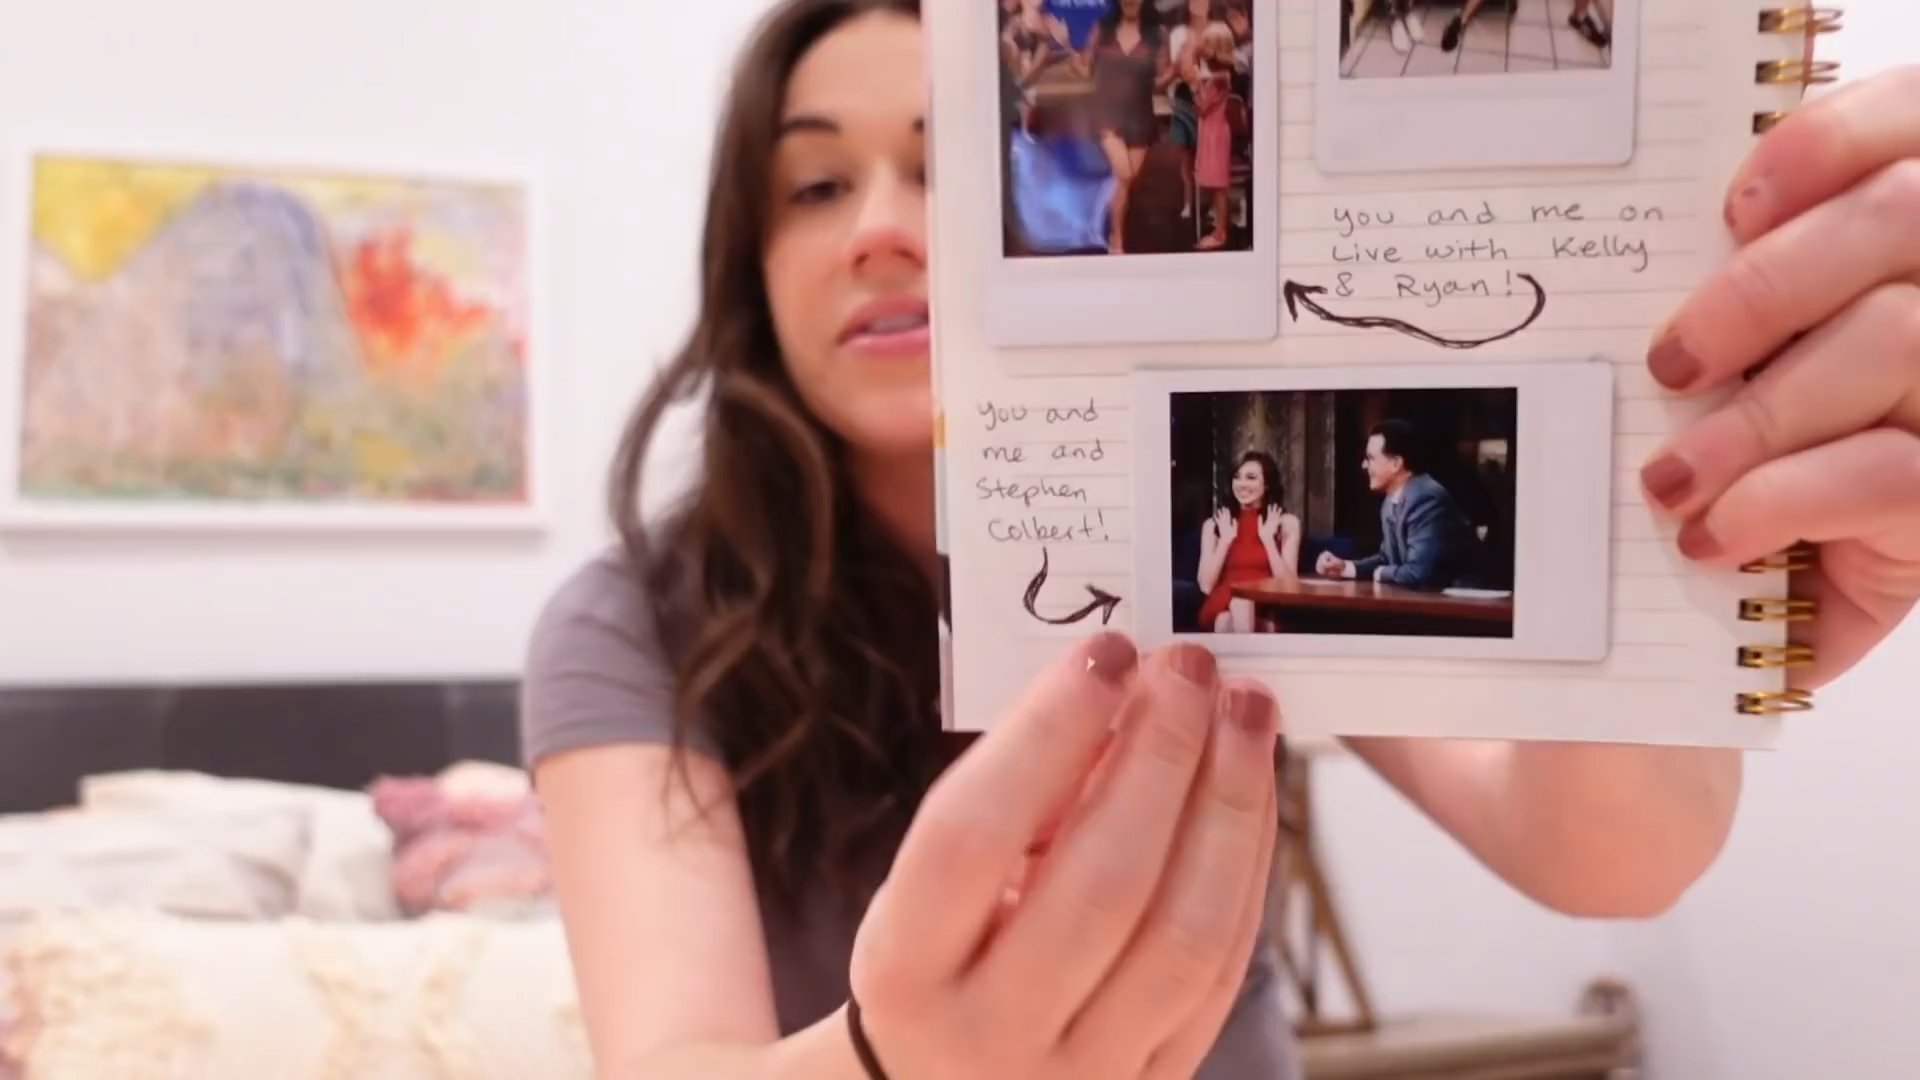 you and me on
Live with Kelly
& Ryan!
you and
me and
Stephen
Colbert!